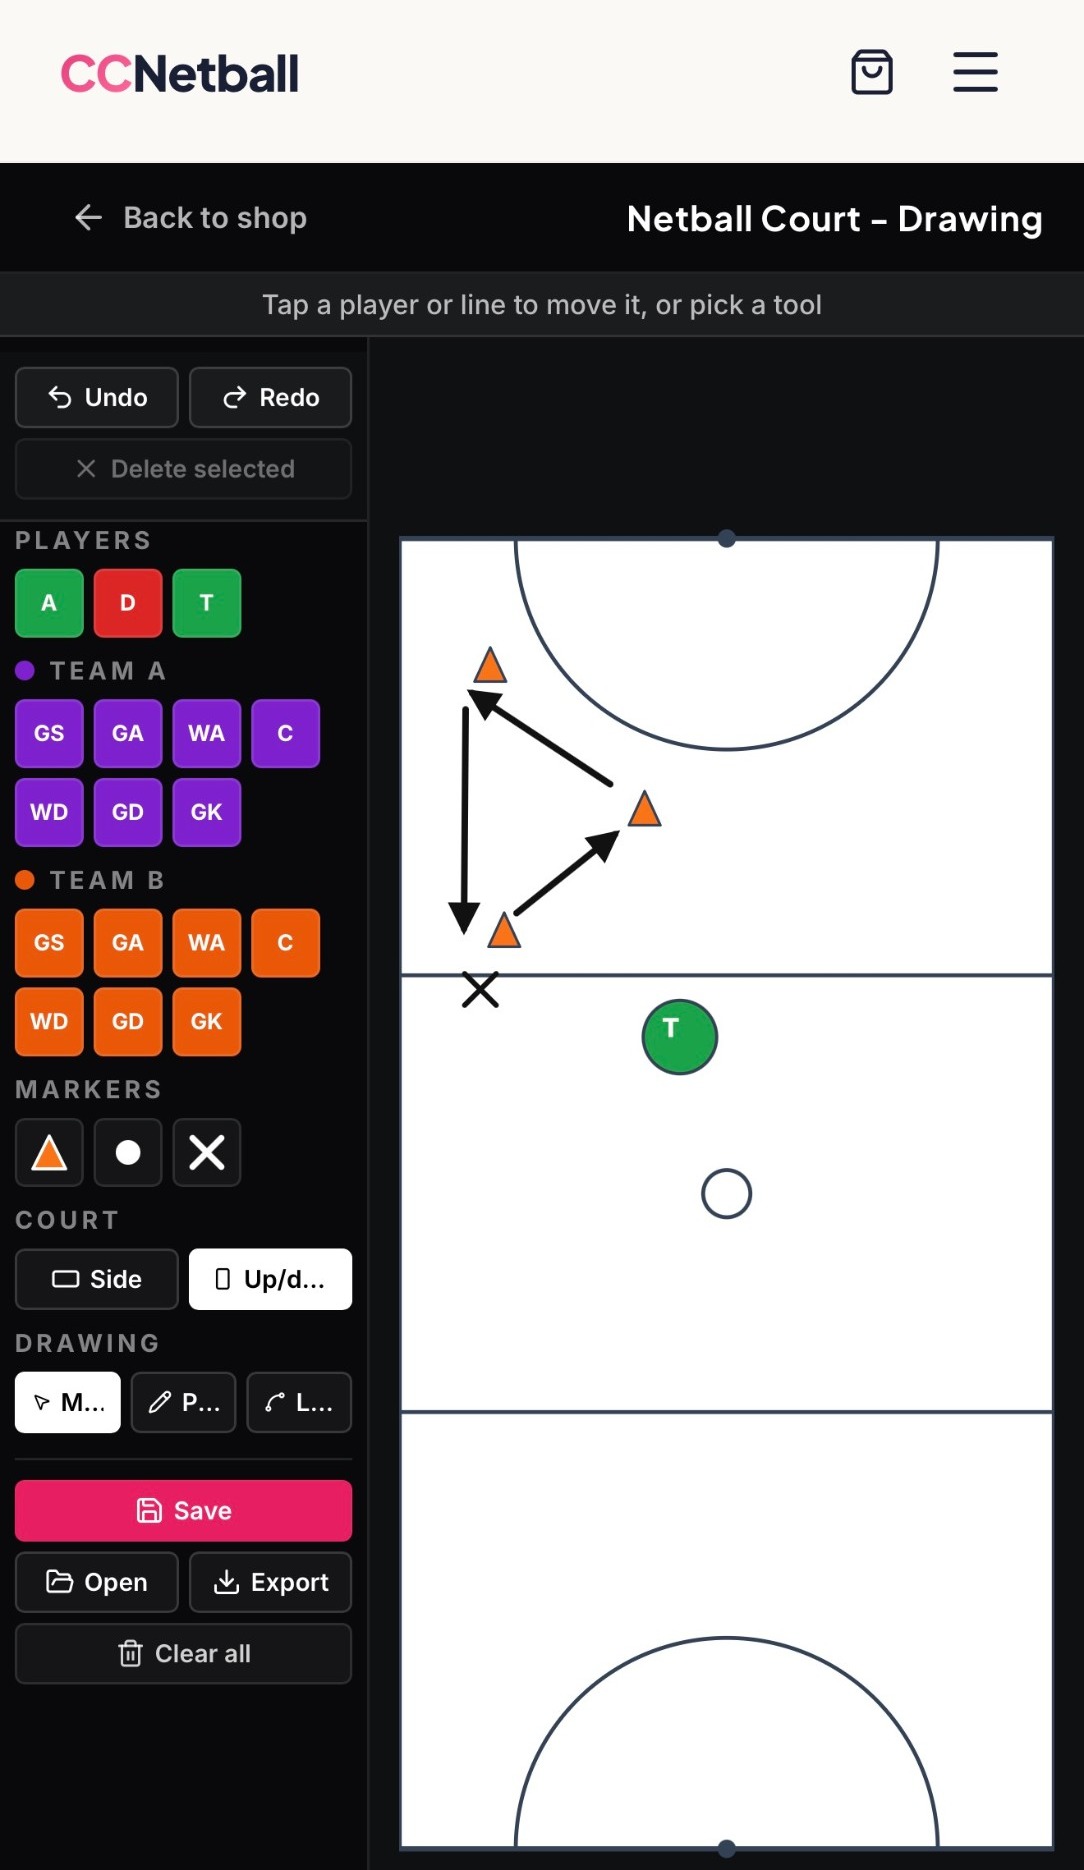 CCNetball
Back to shop
Netball Court – Drawing
Tap a player or line to move it, or pick a tool
Undo
Redo
Delete selected
PLAYERS
A D T
TEAM A
GS GA WA C
WD GD GK
TEAM B
GS GA WA C
WD GD GK
MARKERS
COURT
Side
Up/d...
DRAWING
M...
P...
L...
Save
Open
Export
Clear all
T